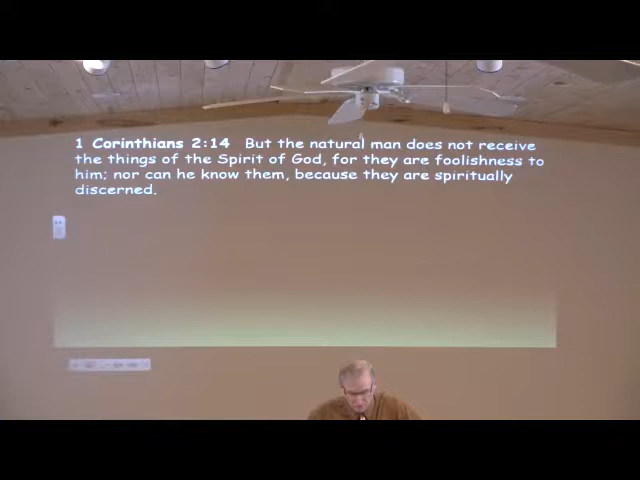 1 Corinthians 2:14 But the natural man does not receive
the things of the Spirit of God, for they are foolishness to
him; nor can he know them, because they are spiritually
discerned.